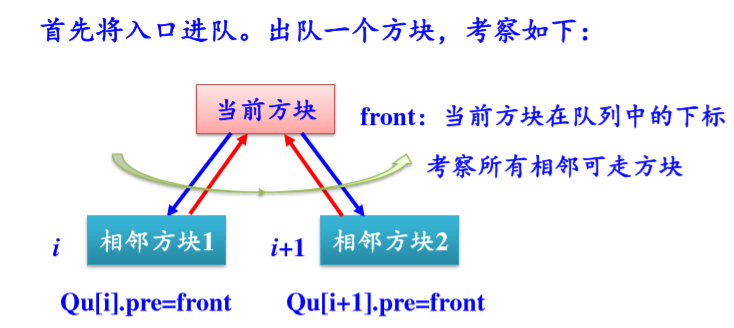 首先将入口进队。出队一个方块，考察如下：
当前方块
front：当前方块在队列中的下标
考察所有相邻可走方块
i 相邻方块1 i+1 相邻方块2
Qu[i].pre=front Qu[i+1].pre=front